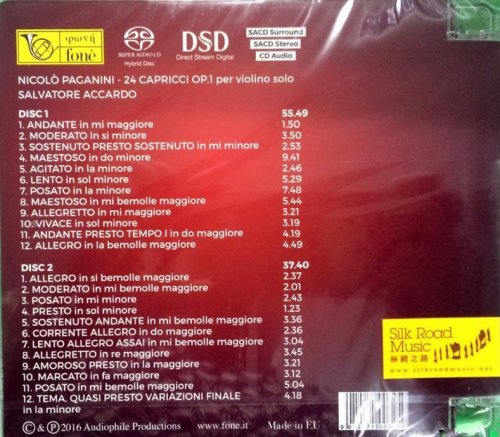 φωνή
fonè
SUPER AUDIO CD
Hybrid Disc
DSD
Direct Stream Digital
SACD Surround
SACD Stereo
CD Audio
NICOLÒ PAGANINI - 24 CAPRICCI OP.1 per violino solo
SALVATORE ACCARDO
DISC 1 55.49
1. ANDANTE in mi maggiore 1.50
2. MODERATO in si minore 3.50
3. SOSTENUTO PRESTO SOSTENUTO in mi minore 2.53
4. MAESTOSO in do minore 9.41
5. AGITATO in la minore 2.46
6. LENTO in sol minore 5.29
7. POSATO in la minore 7.48
8. MAESTOSO in mi bemolle maggiore 5.44
9. ALLEGRETTO in mi maggiore 3.21
10. VIVACE in sol minore 3.19
11. ANDANTE PRESTO TEMPO I in do maggiore 4.19
12. ALLEGRO in la bemolle maggiore 4.49
DISC 2 37.40
1. ALLEGRO in si bemolle maggiore 2.37
2. MODERATO in mi bemolle maggiore 2.01
3. POSATO in mi minore 2.43
4. PRESTO in sol minore 1.23
5. SOSTENUTO ANDANTE in mi bemolle maggiore 3.36
6. CORRENTE ALLEGRO in do maggiore 2.36
7. LENTO ALLEGRO ASSAI in mi bemolle maggiore 3.04
8. ALLEGRETTO in re maggiore 3.45
9. AMOROSO PRESTO in la maggiore 3.21
10. MARCATO in fa maggiore 3.12
11. POSATO in mi bemolle maggiore 5.04
12. TEMA. QUASI PRESTO VARIAZIONI FINALE 4.18
in la minore
Silk Road
Music
絲綢之路
www.silkroadmusic.net
© & ℗ 2016 Audiophile Productions www.fone.it Made in EU